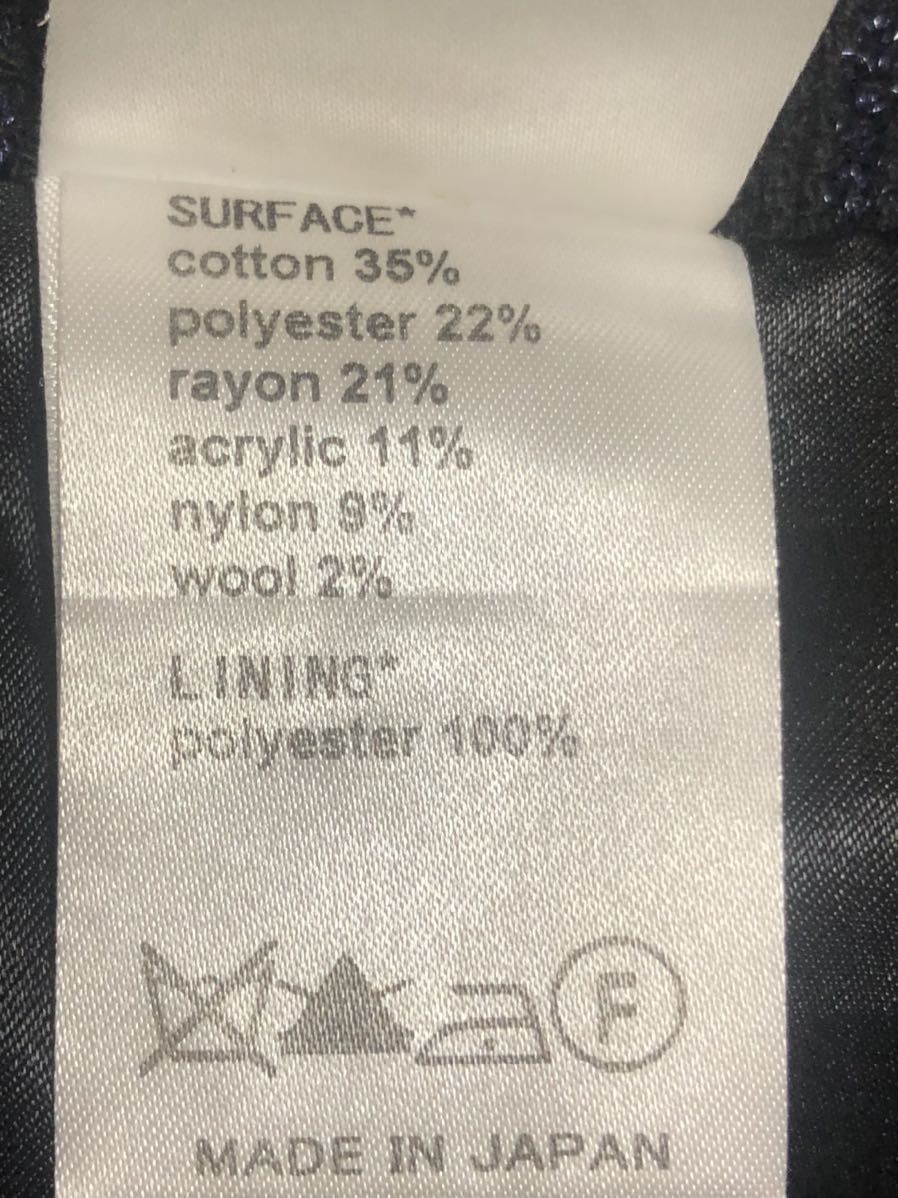 SURFACE*
cotton 35%
polyester 22%
rayon 21%
acrylic 11%
nylon 9%
wool 2%
LINING*
polyester 100%
F
MADE IN JAPAN